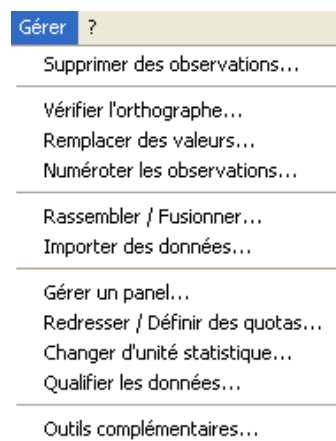 Gérer ?
Supprimer des observations...
Vérifier l'orthographe...
Remplacer des valeurs...
Numéroter les observations...
Rassembler / Fusionner...
Importer des données...
Gérer un panel...
Redresser / Définir des quotas...
Changer d'unité statistique...
Qualifier les données...
Outils complémentaires...